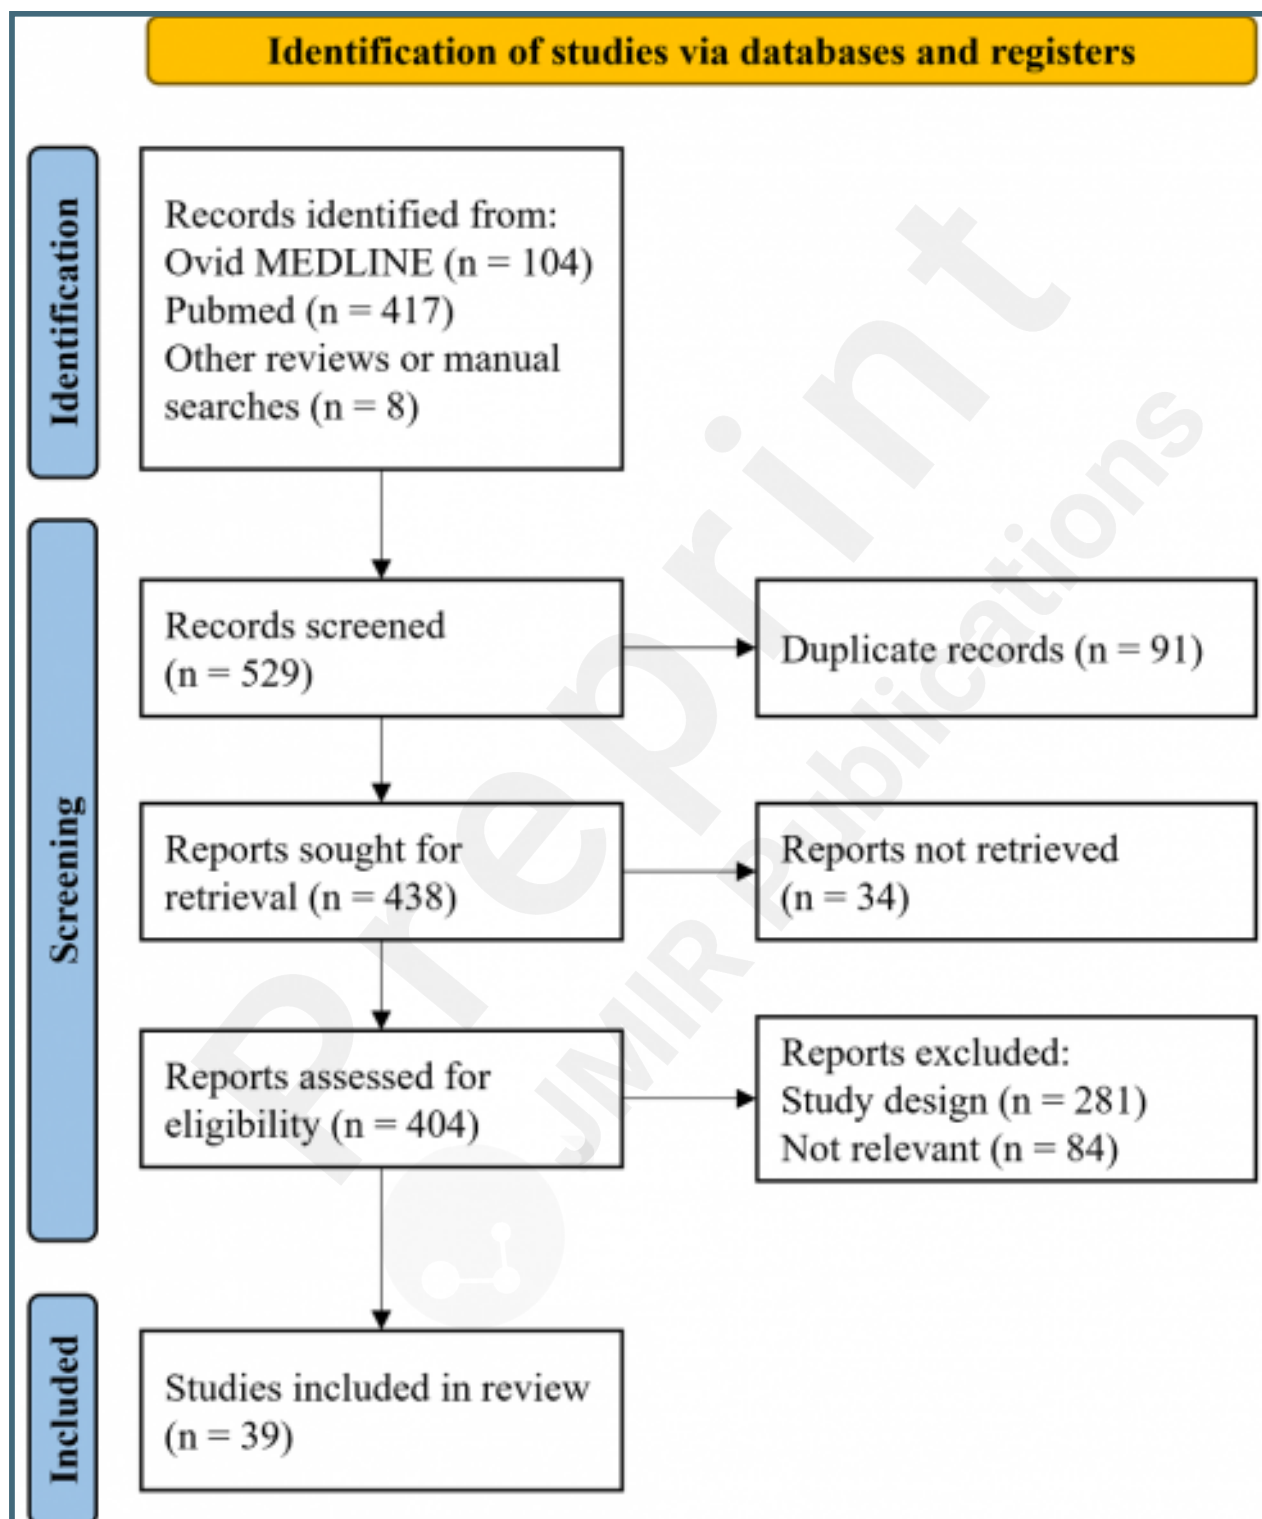 Identification of studies via databases and registers
Identification
Records identified from:
Ovid MEDLINE (n = 104)
Pubmed (n = 417)
Other reviews or manual
searches (n = 8)
Screening
Records screened
(n = 529)
Duplicate records (n = 91)
Reports sought for
retrieval (n = 438)
Reports not retrieved
(n = 34)
Reports assessed for
eligibility (n = 404)
Reports excluded:
Study design (n = 281)
Not relevant (n = 84)
Included
Studies included in review
(n = 39)
Preprint
JMIR Publications